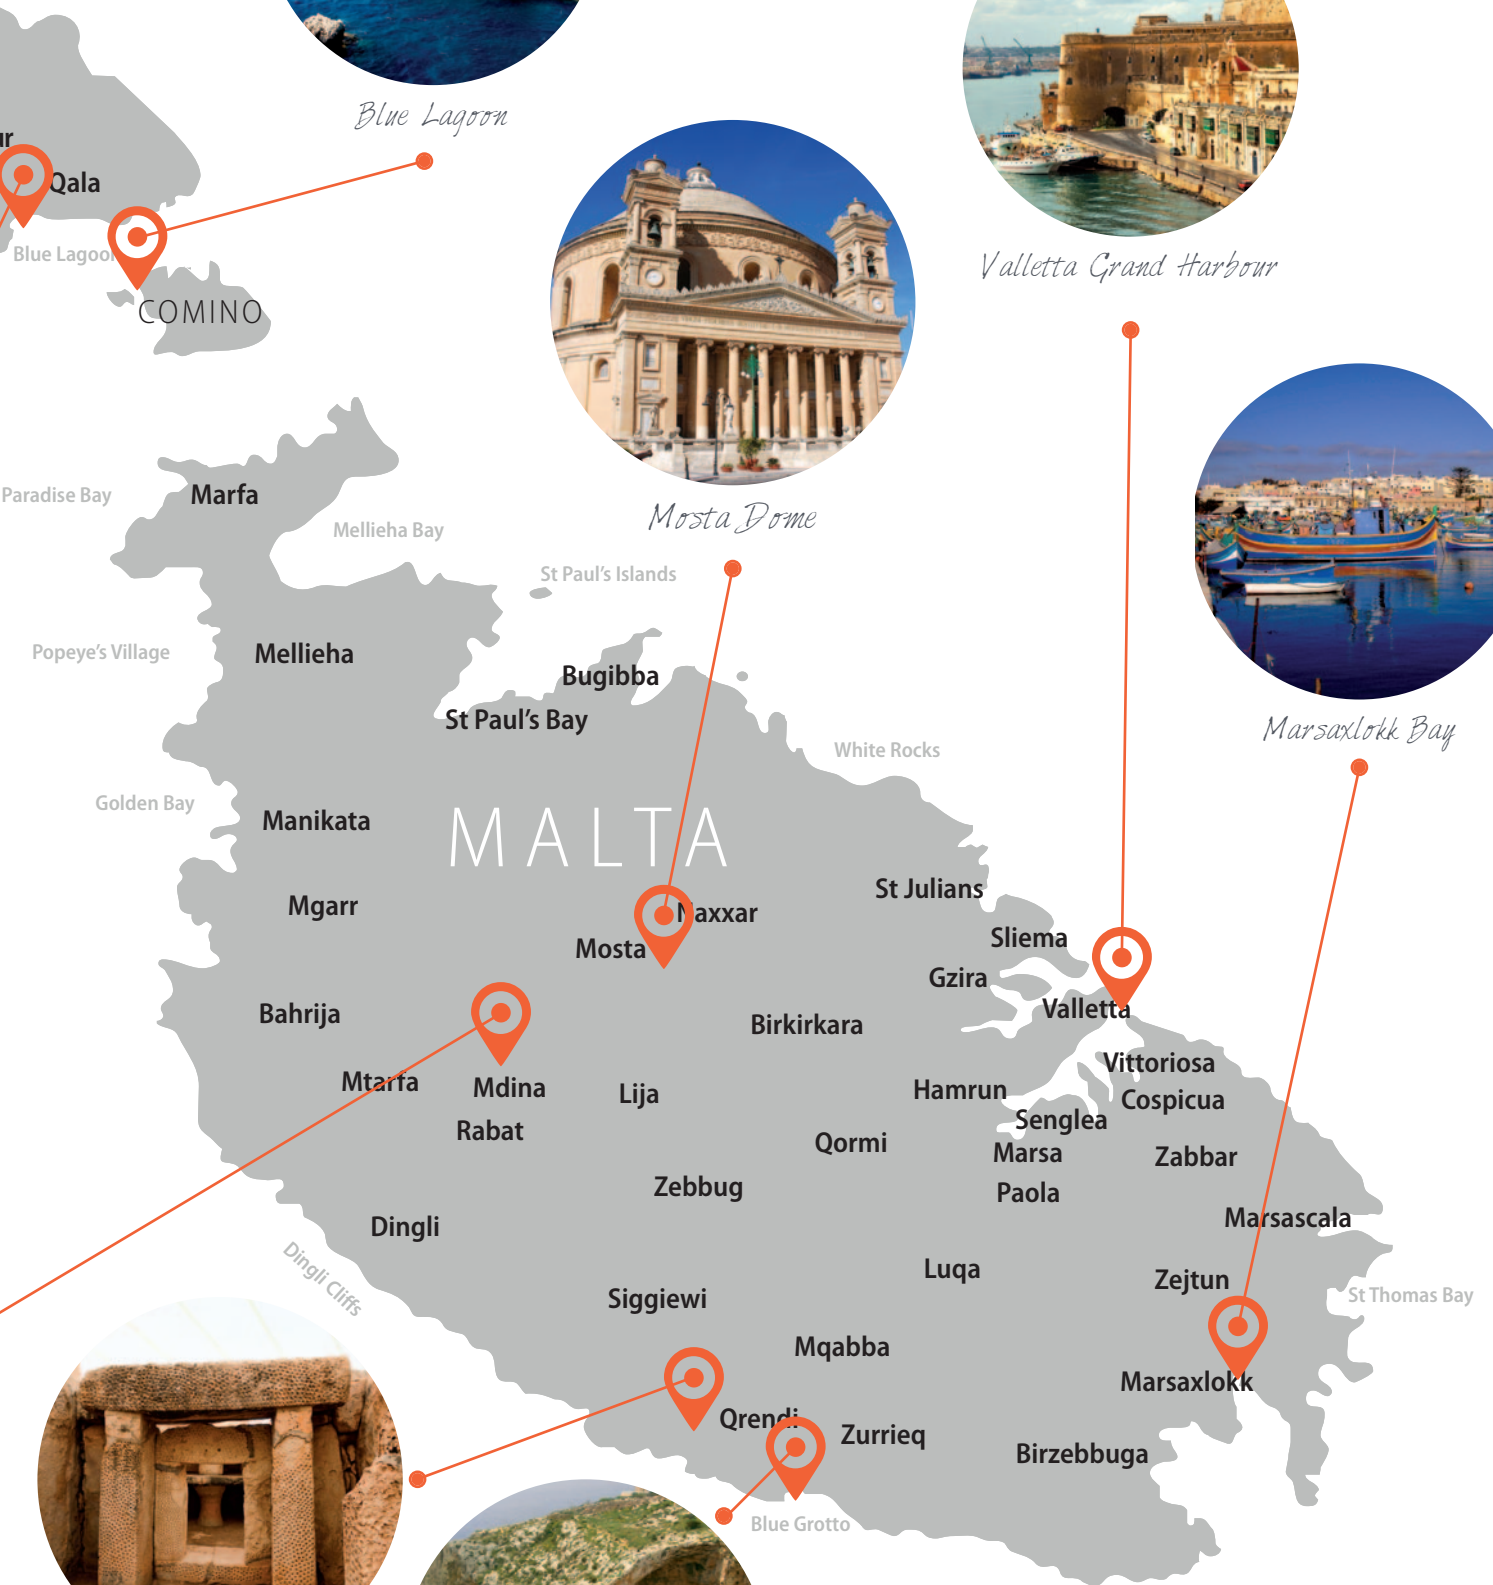 Blue Lagoon
Qala
Blue Lagoon
COMINO
Valletta Grand Harbour
Marfa
Paradise Bay
Mellieha Bay
Mosta Dome
St Paul's Islands
Popeye's Village
Mellieha
Bugibba
St Paul's Bay
Marsaxlokk Bay
White Rocks
Golden Bay
Manikata
MALTA
St Julians
Mgarr
Naxxar
Mosta
Sliema
Gzira
Bahrija
Valletta
Birkirkara
Vittoriosa
Mtarfa
Mdina
Lija
Hamrun
Cospicua
Senglea
Rabat
Qormi
Marsa
Zabbar
Zebbug
Paola
Dingli
Marsascala
Dingli Cliffs
Luqa
Zejtun
Siggiewi
St Thomas Bay
Mqabba
Marsaxlokk
Qrendi
Zurrieq
Birzebbuga
Blue Grotto